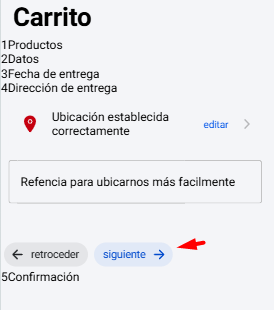 Carrito
1Productos
2Datos
3Fecha de entrega
4Dirección de entrega
Ubicación establecida
correctamente
editar
Refencia para ubicarnos más facilmente
retroceder
siguiente
5Confirmación